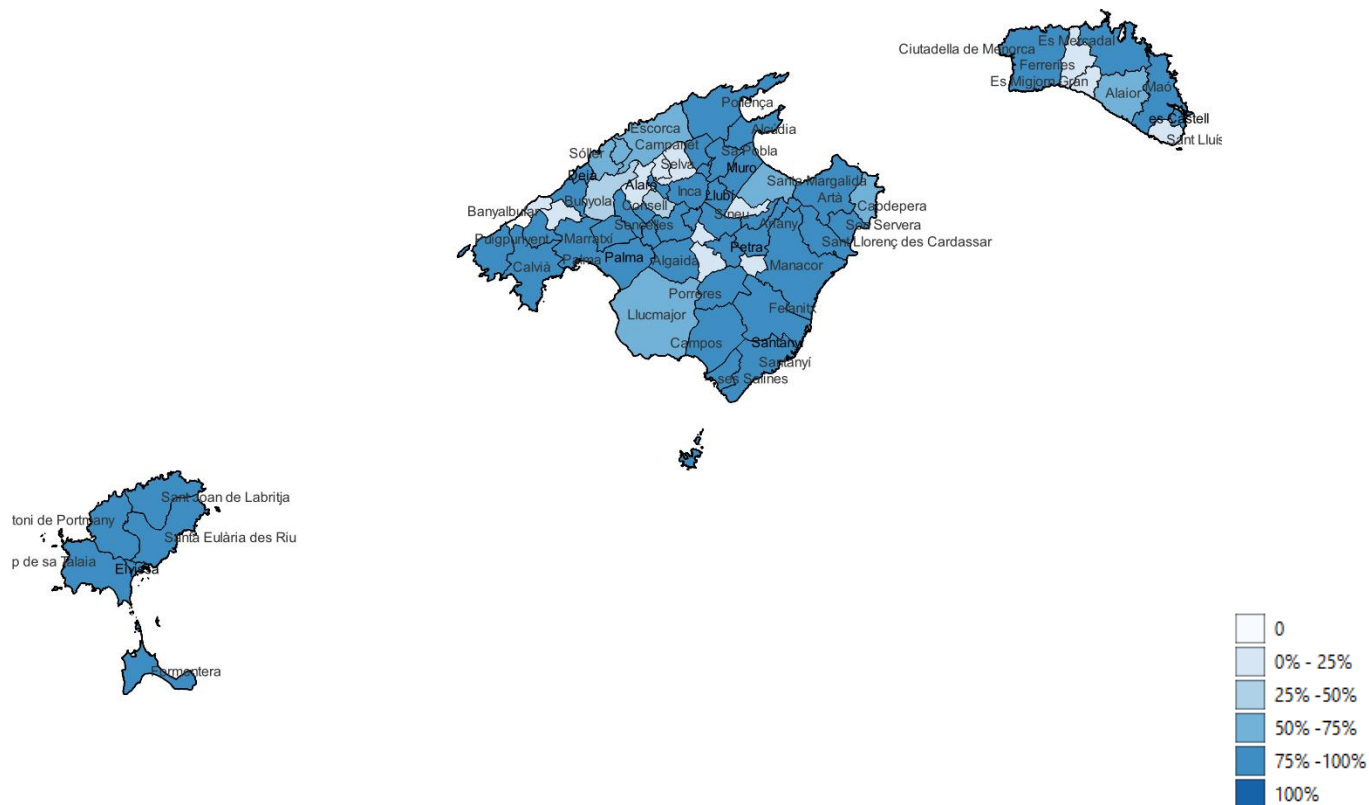 Ciutadella de Menorca
Es Mercadal
Ferreries
Es Migjorn Gran
Alaior
Maó
es Castell
Sant Lluís
Pollença
Escorca
Alcúdia
Campanet
Sa Pobla
Sóller
Selva
Muro
Deià
Alaró
Inca
Llubí
Santa Margalida
Artà
Bunyola
Consell
Capdepera
Banyalbufar
Sineu
Sencelles
Ariany
Son Servera
Puigpunyent
Marratxí
Petra
Sant Llorenç des Cardassar
Calvià
Palma
Palma
Algaida
Manacor
Porreres
Felanitx
Llucmajor
Campos
Santanyí
Santanyí
ses Salines
Sant Joan de Labritja
toni de Portmany
Santa Eulària des Riu
p de sa Talaia
Eivissa
Formentera
0
0% - 25%
25% -50%
50% -75%
75% -100%
100%